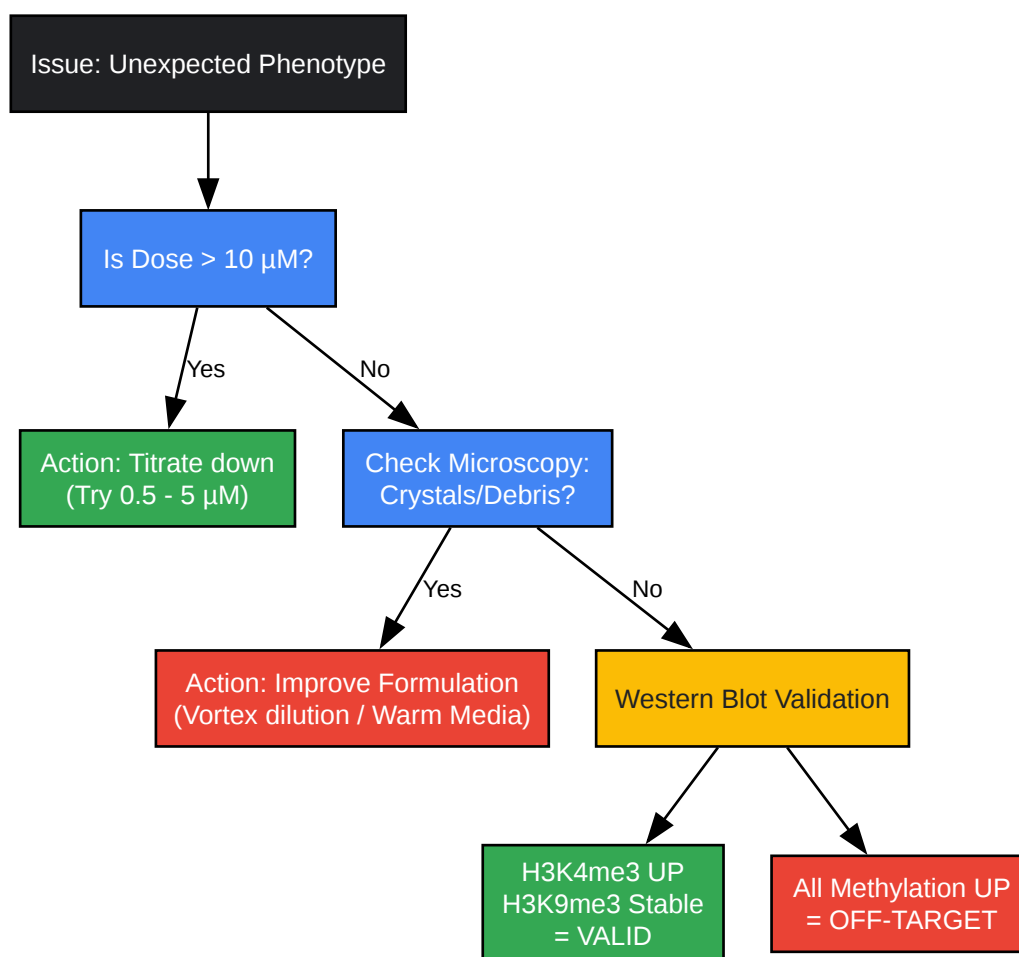 Issue: Unexpected Phenotype
Is Dose > 10 µM?
Yes
No
Action: Titrate down
(Try 0.5 - 5 µM)
Check Microscopy:
Crystals/Debris?
Yes
No
Action: Improve Formulation
(Vortex dilution / Warm Media)
Western Blot Validation
H3K4me3 UP
H3K9me3 Stable
= VALID
All Methylation UP
= OFF-TARGET